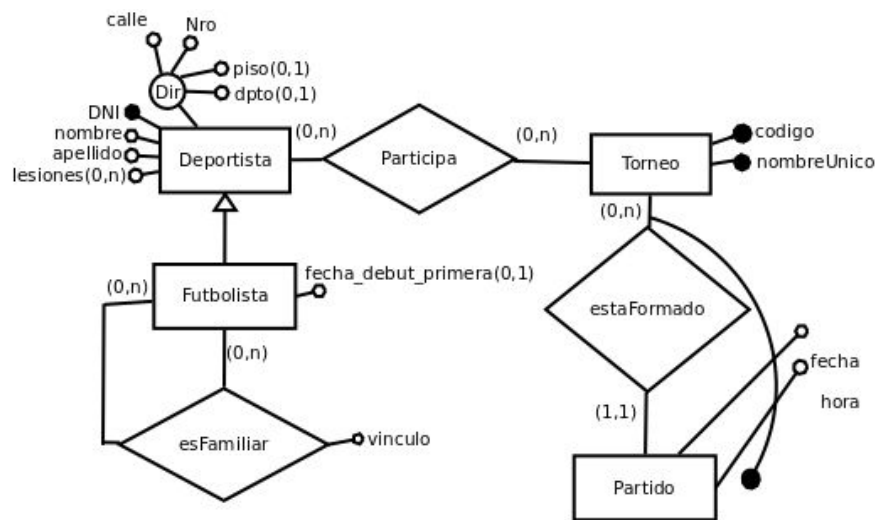 calle
Nro
piso(0,1)
Dir
dpto(0,1)
DNI
nombre
apellido
lesiones(0,n)
Deportista
(0,n)
Participa
(0,n)
Torneo
codigo
nombreUnico
(0,n)
fecha_debut_primera(0,1)
(0,n)
Futbolista
estaFormado
(0,n)
fecha
hora
(1,1)
esFamiliar
vinculo
Partido